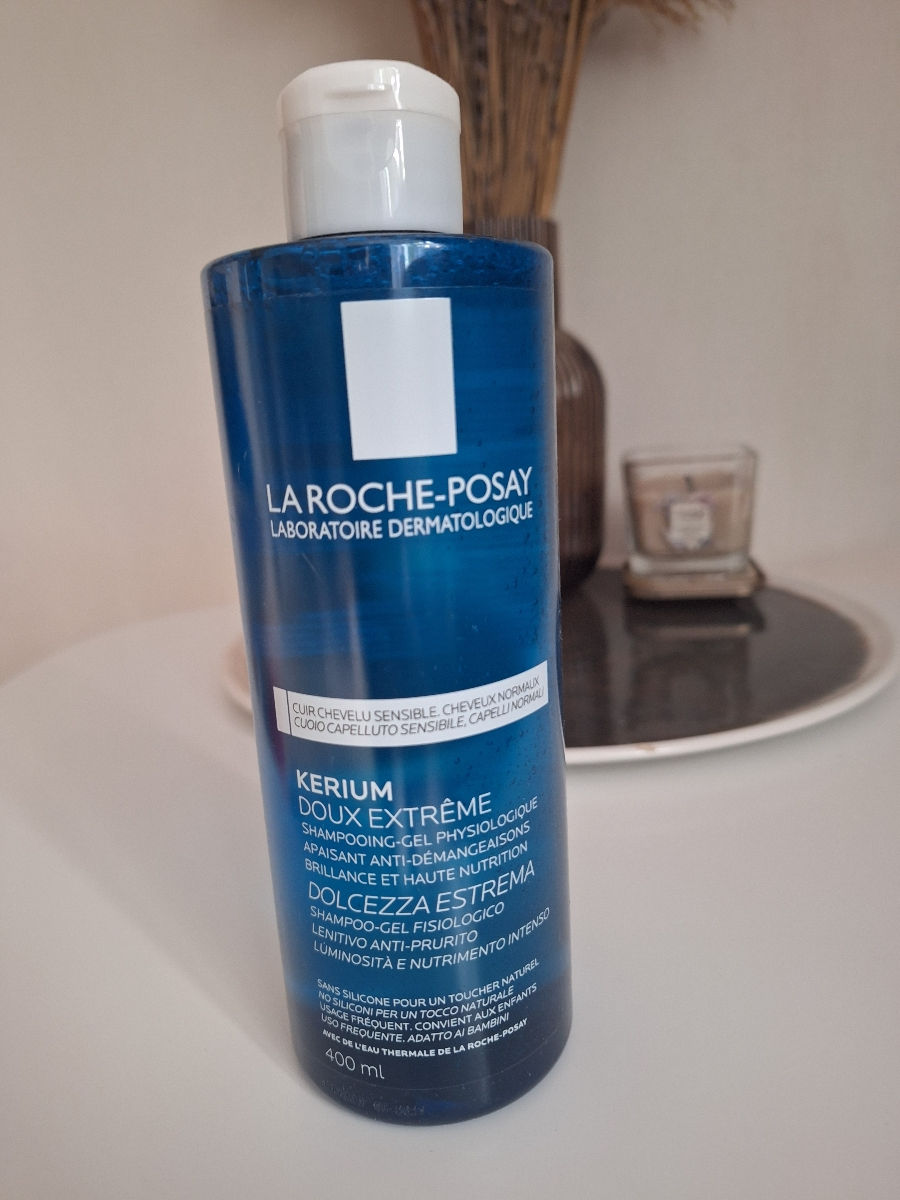 LA ROCHE-POSAY
LABORATOIRE DERMATOLOGIQUE
CUIR CHEVELU SENSIBLE, CHEVEUX NORMAUX
CUOIO CAPELLUTO SENSIBILE, CAPELLI NORMALI
KERIUM
DOUX EXTRÊME
SHAMPOOING-GEL PHYSIOLOGIQUE
APAISANT ANTI-DÉMANGEAISONS
BRILLANCE ET HAUTE NUTRITION
DOLCEZZA ESTREMA
SHAMPOO-GEL FISIOLOGICO
LENITIVO ANTI-PRURITO
LUMINOSITÀ E NUTRIMENTO INTENSO
SANS SILICONE POUR UN TOUCHER NATUREL
NO SILICONI PER UN TOCCO NATURALE
USAGE FRÉQUENT. CONVIENT AUX ENFANTS
USO FREQUENTE. ADATTO AI BAMBINI
AVEC DE L'EAU THERMALE DE LA ROCHE-POSAY
400 ml